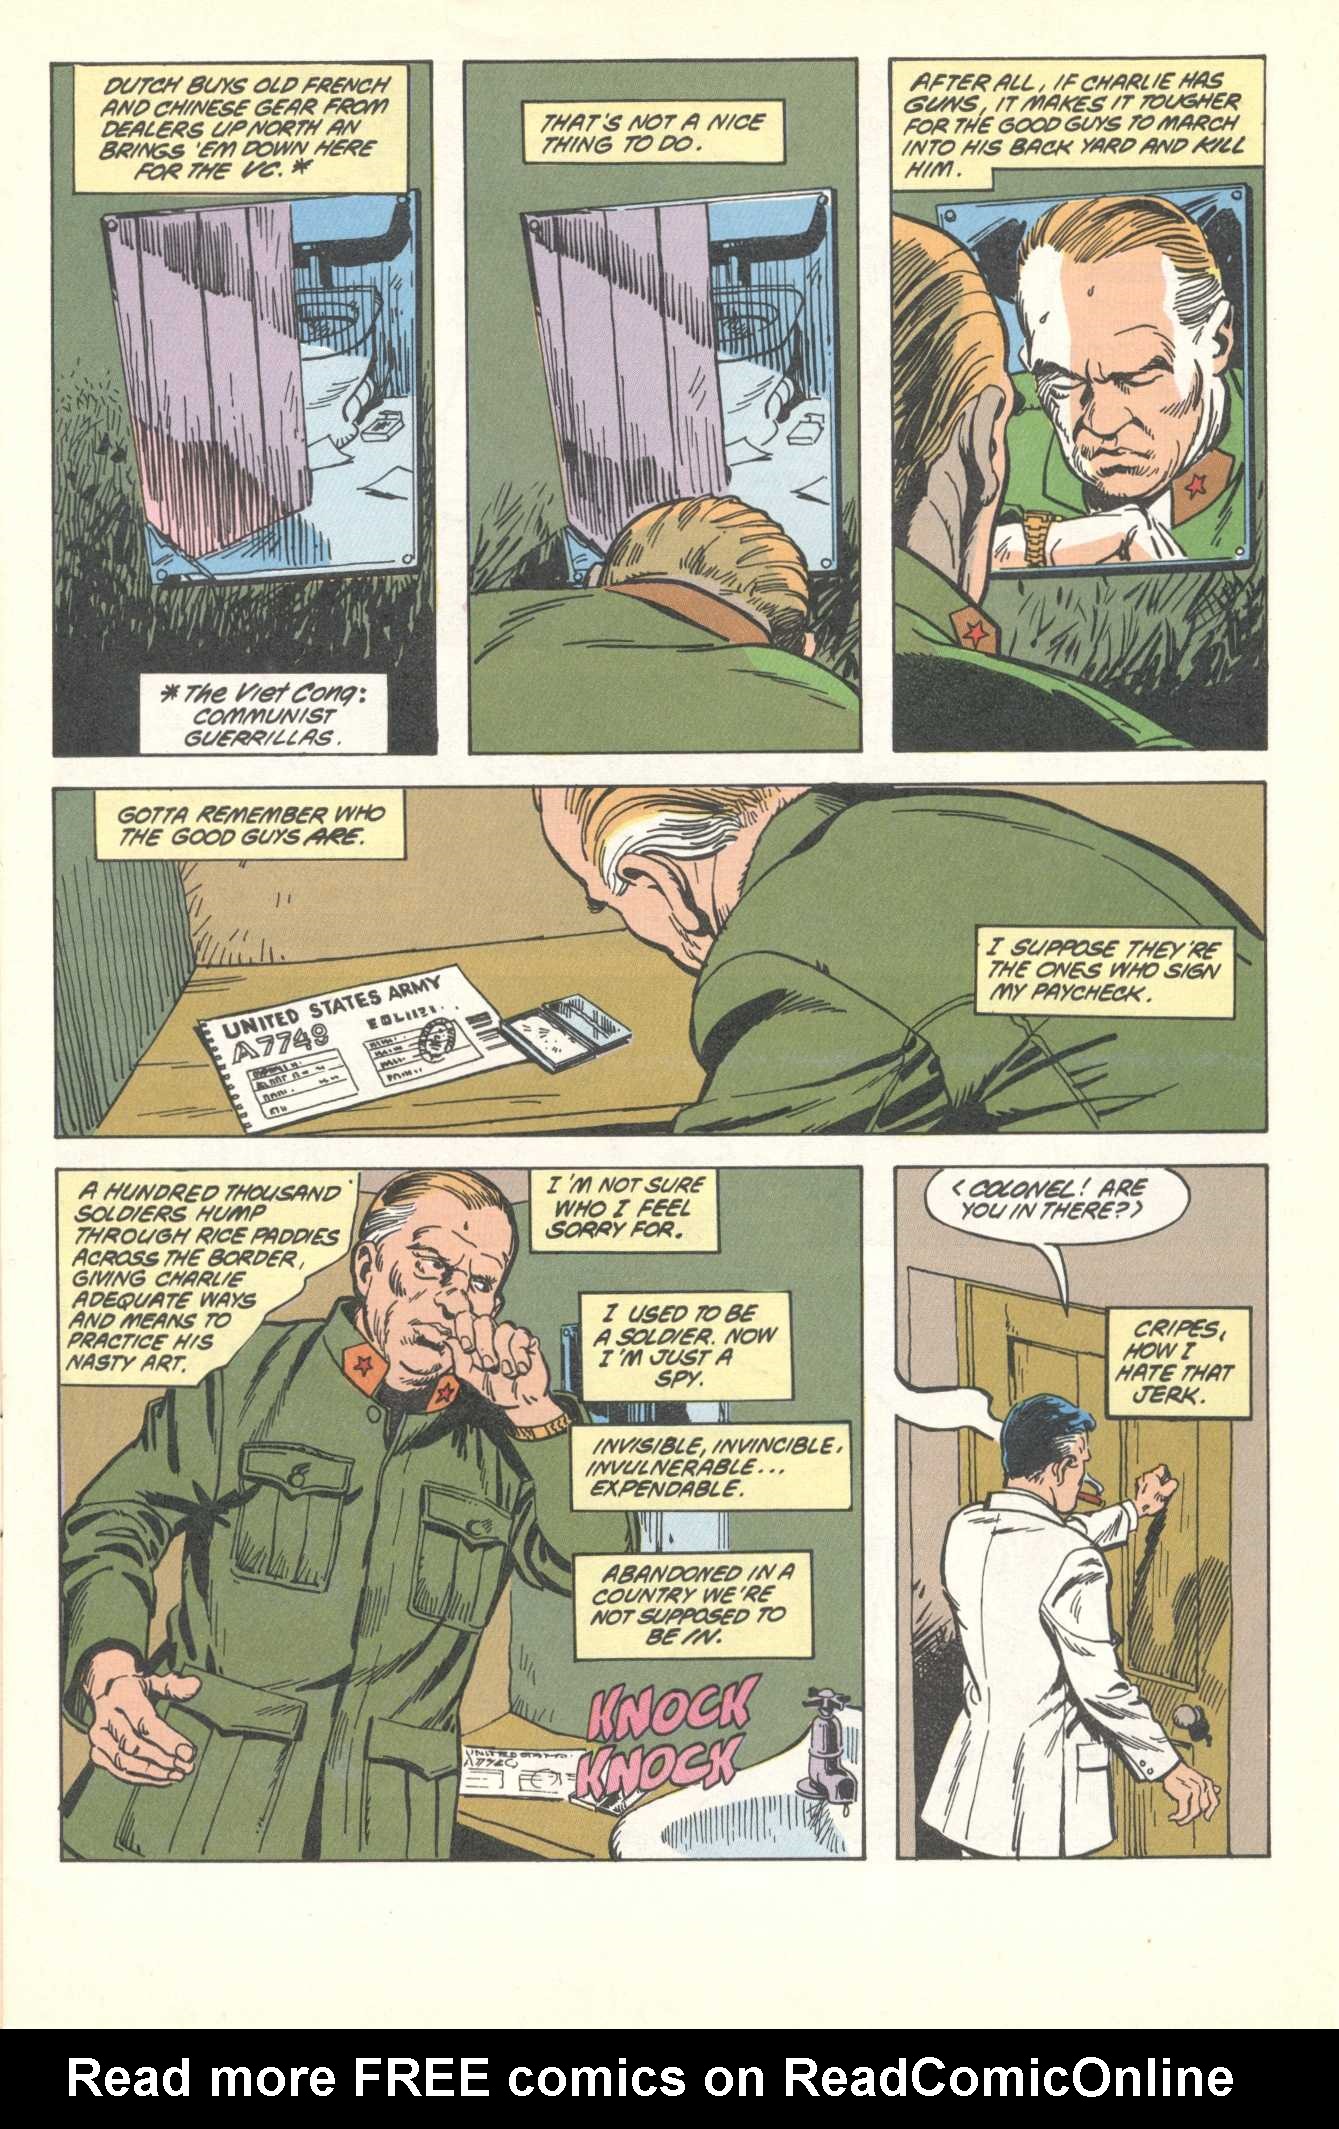 DUTCH BUYS OLD FRENCH
AND CHINESE GEAR FROM
DEALERS UP NORTH AN
BRINGS 'EM DOWN HERE
FOR THE VC. *
* The Viet Cong:
COMMUNIST
GUERRILLAS.
THAT'S NOT A NICE
THING TO DO.
AFTER ALL, IF CHARLIE HAS
GUNS, IT MAKES IT TOUGHER
FOR THE GOOD GUYS TO MARCH
INTO HIS BACK YARD AND KILL
HIM.
GOTTA REMEMBER WHO
THE GOOD GUYS ARE.
UNITED STATES ARMY
A7749
I SUPPOSE THEY'RE
THE ONES WHO SIGN
MY PAYCHECK.
A HUNDRED THOUSAND
SOLDIERS HUMP
THROUGH RICE PADDIES
ACROSS THE BORDER,
GIVING CHARLIE
ADEQUATE WAYS
AND MEANS TO
PRACTICE HIS
NASTY ART.
I'M NOT SURE
WHO I FEEL
SORRY FOR.
I USED TO BE
A SOLDIER. NOW
I'M JUST A
SPY.
INVISIBLE, INVINCIBLE,
INVULNERABLE...
EXPENDABLE.
ABANDONED IN A
COUNTRY WE'RE
NOT SUPPOSED TO
BE IN.
KNOCK
KNOCK
< COLONEL! ARE
YOU IN THERE? >
CRIPES,
HOW I
HATE THAT
JERK.
Read more FREE comics on ReadComicOnline